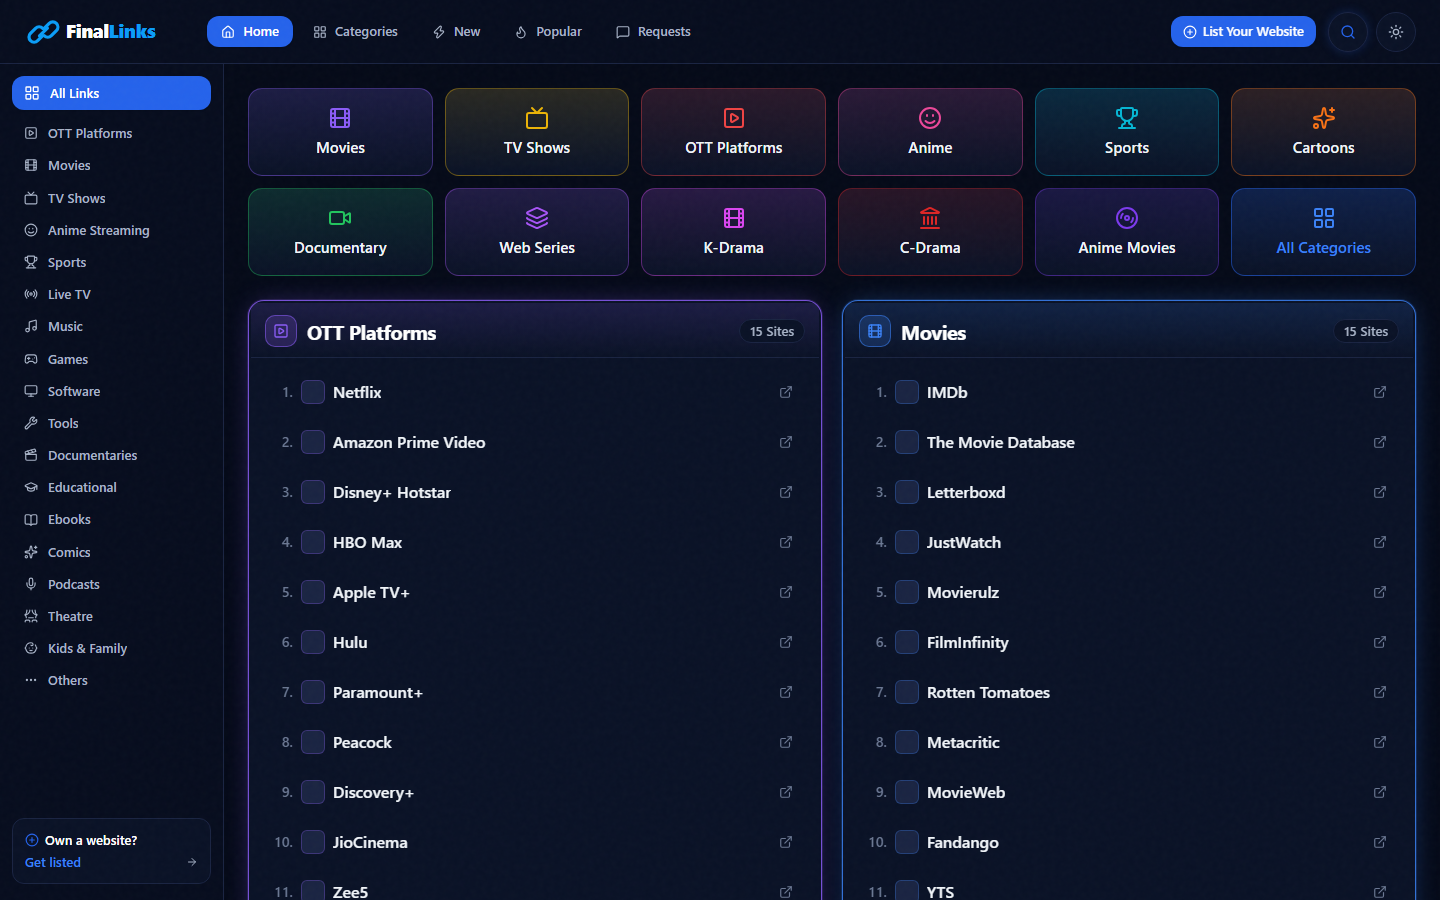 FinalLinks
Home
Categories
New
Popular
Requests
List Your Website
All Links
OTT Platforms
Movies
TV Shows
Anime Streaming
Sports
Live TV
Music
Games
Software
Tools
Documentaries
Educational
Ebooks
Comics
Podcasts
Theatre
Kids & Family
Others
Own a website?
Get listed
Movies
TV Shows
OTT Platforms
Anime
Sports
Cartoons
Documentary
Web Series
K-Drama
C-Drama
Anime Movies
All Categories
OTT Platforms
15 Sites
1. Netflix
2. Amazon Prime Video
3. Disney+ Hotstar
4. HBO Max
5. Apple TV+
6. Hulu
7. Paramount+
8. Peacock
9. Discovery+
10. JioCinema
11. Zee5
Movies
15 Sites
1. IMDb
2. The Movie Database
3. Letterboxd
4. JustWatch
5. Movierulz
6. FilmInfinity
7. Rotten Tomatoes
8. Metacritic
9. MovieWeb
10. Fandango
11. YTS